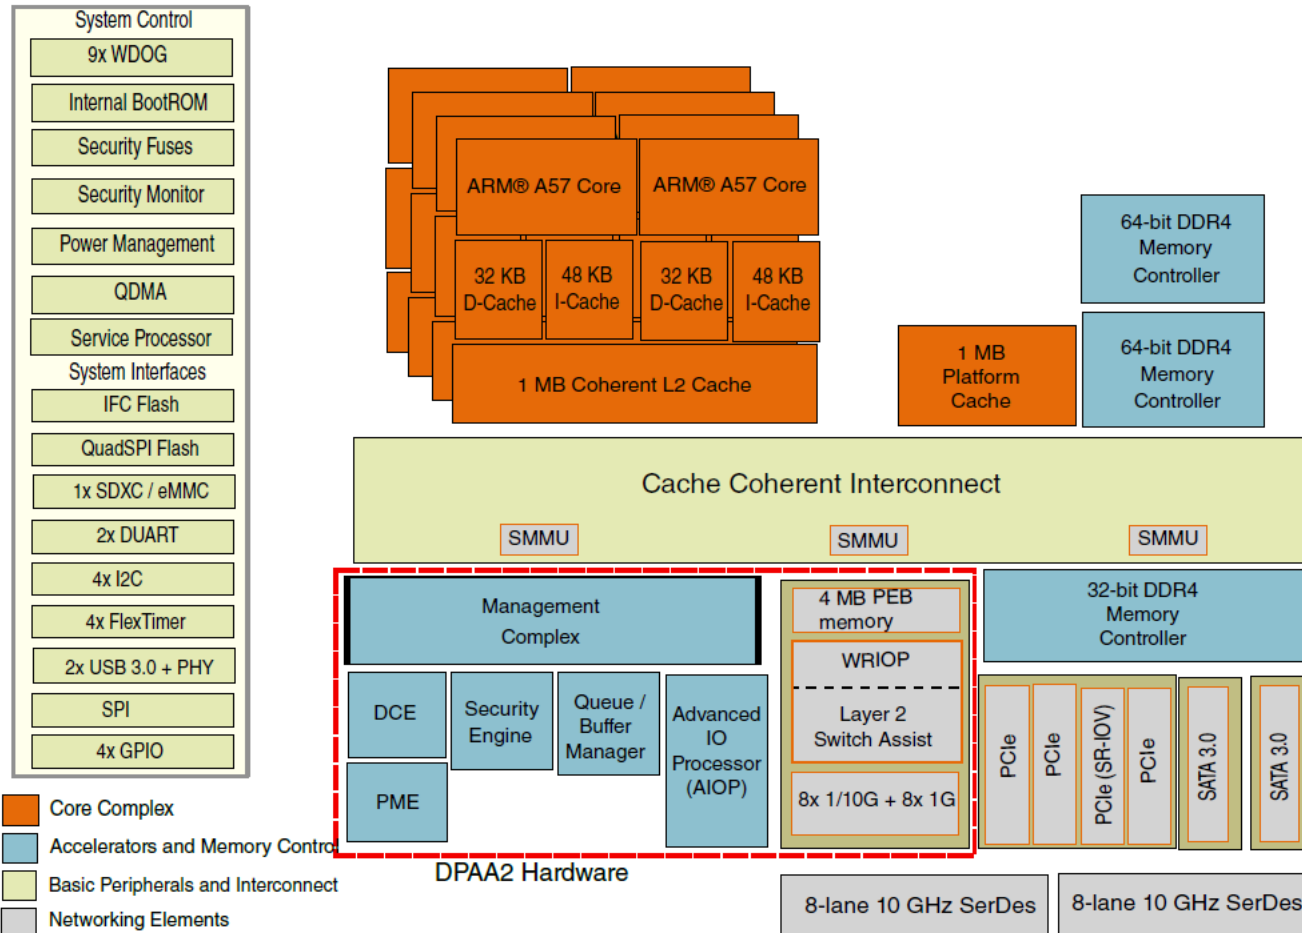 System Control
9x WDOG
Internal BootROM
Security Fuses
Security Monitor
Power Management
QDMA
Service Processor
System Interfaces
IFC Flash
QuadSPI Flash
1x SDXC / eMMC
2x DUART
4x I2C
4x FlexTimer
2x USB 3.0 + PHY
SPI
4x GPIO
Core Complex
Accelerators and Memory Control
Basic Peripherals and Interconnect
Networking Elements
ARM® A57 Core
ARM® A57 Core
32 KB
D-Cache
48 KB
I-Cache
32 KB
D-Cache
48 KB
I-Cache
1 MB Coherent L2 Cache
1 MB
Platform
Cache
64-bit DDR4
Memory
Controller
64-bit DDR4
Memory
Controller
Cache Coherent Interconnect
SMMU
SMMU
SMMU
Management
Complex
DCE
PME
Security
Engine
Queue /
Buffer
Manager
Advanced
IO
Processor
(AIOP)
4 MB PEB
memory
WRIOP
Layer 2
Switch Assist
8x 1/10G + 8x 1G
32-bit DDR4
Memory
Controller
PCIe
PCIe
PCIe (SR-IOV)
PCIe
SATA 3.0
SATA 3.0
DPAA2 Hardware
8-lane 10 GHz SerDes
8-lane 10 GHz SerDes